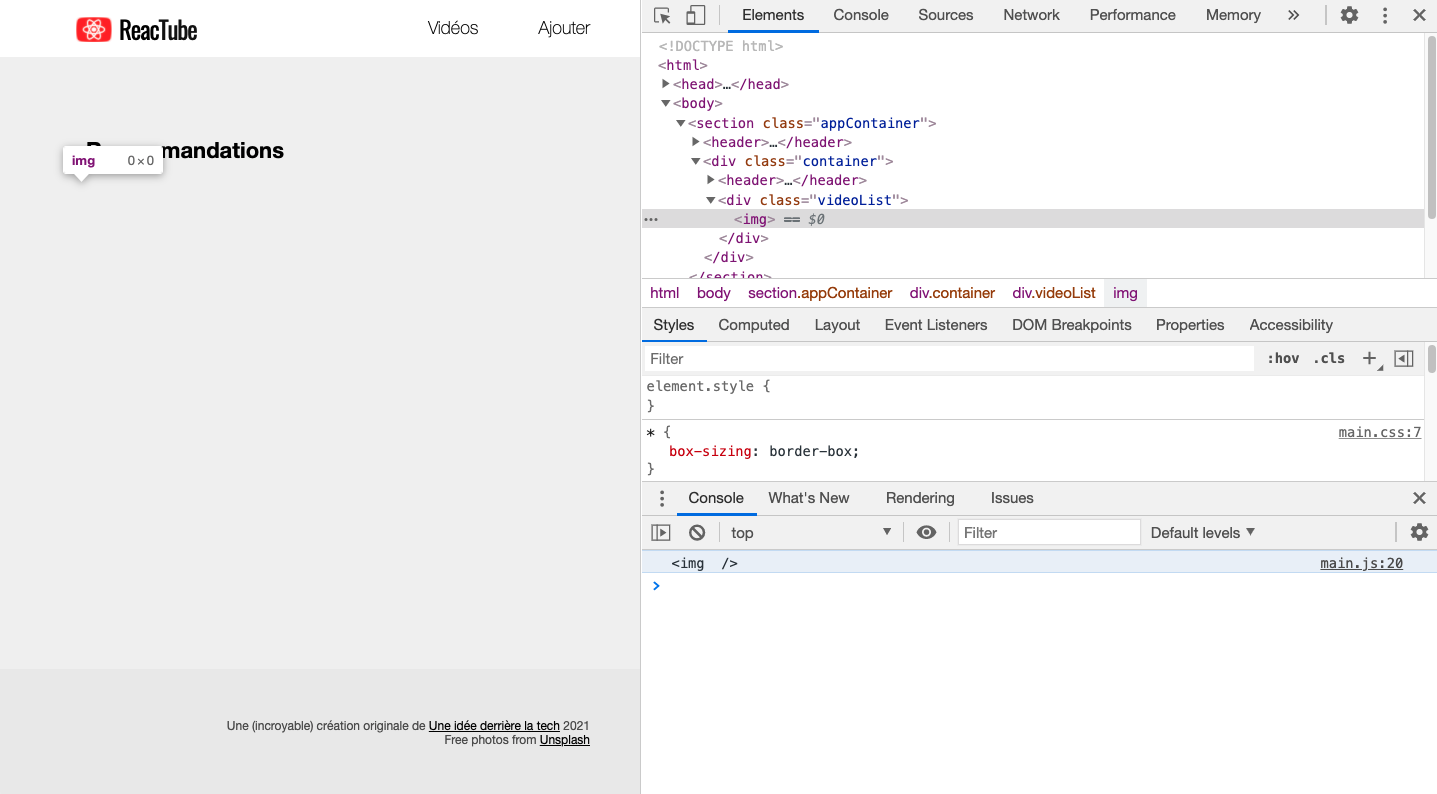 ReacTube
Vidéos
Ajouter
mandations
img 0×0
Une (incroyable) création originale de Une idée derrière la tech 2021
Free photos from Unsplash
Elements Console Sources Network Performance Memory »
<!DOCTYPE html>
<html>
<head>…</head>
<body>
<section class="appContainer">
<header>…</header>
<div class="container">
<header>…</header>
<div class="videoList">
<img> == $0
</div>
</div>
</section>
html body section.appContainer div.container div.videoList img
Styles Computed Layout Event Listeners DOM Breakpoints Properties Accessibility
Filter :hov .cls +
element.style {
}
* { main.css:7
box-sizing: border-box;
}
Console What's New Rendering Issues
top Filter Default levels
<img /> main.js:20